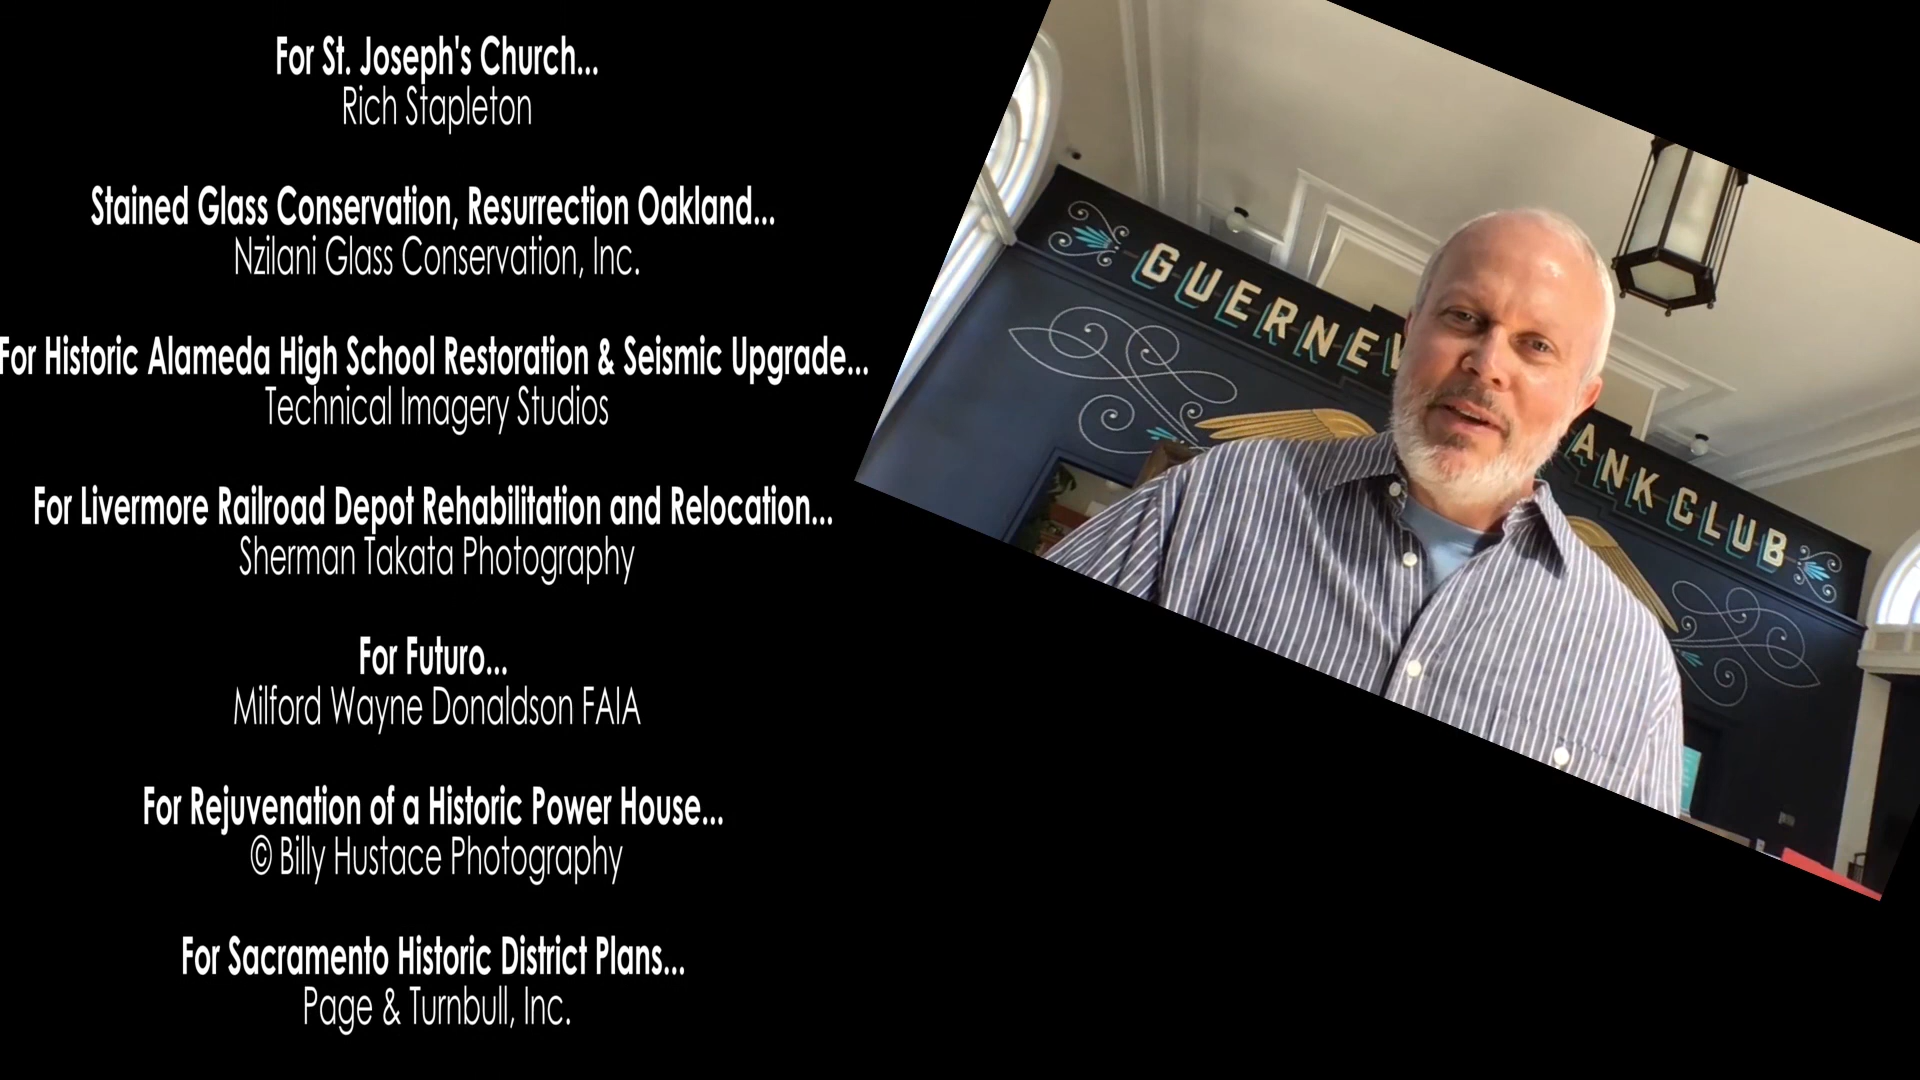 For St. Joseph's Church...
Rich Stapleton
Stained Glass Conservation, Resurrection Oakland...
Nzilani Glass Conservation, Inc.
For Historic Alameda High School Restoration & Seismic Upgrade...
Technical Imagery Studios
For Livermore Railroad Depot Rehabilitation and Relocation...
Sherman Takata Photography
For Futuro...
Milford Wayne Donaldson FAIA
For Rejuvenation of a Historic Power House...
© Billy Hustace Photography
For Sacramento Historic District Plans...
Page & Turnbull, Inc.
GUERNEV ANK CLUB